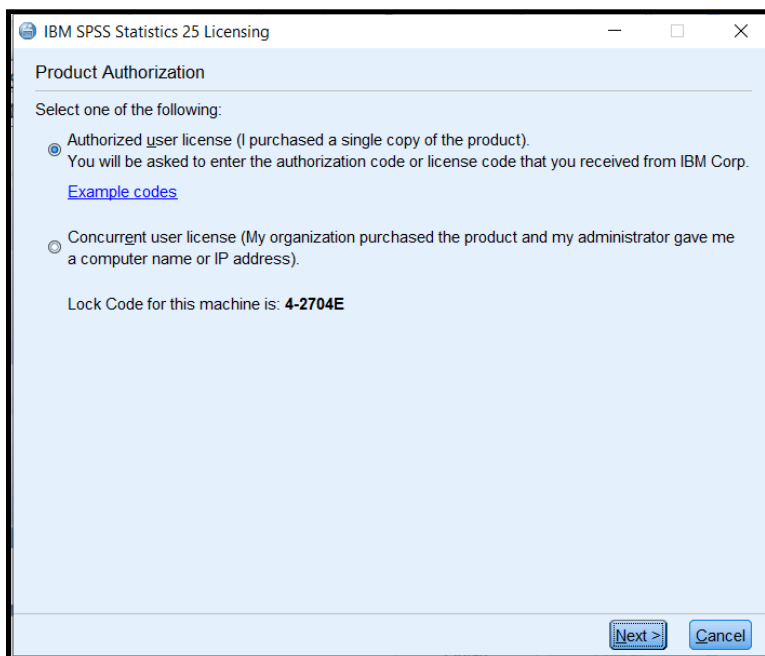 IBM SPSS Statistics 25 Licensing
Product Authorization
Select one of the following:
Authorized user license (I purchased a single copy of the product).
You will be asked to enter the authorization code or license code that you received from IBM Corp.
Example codes
Concurrent user license (My organization purchased the product and my administrator gave me
a computer name or IP address).
Lock Code for this machine is: 4-2704E
Next > Cancel